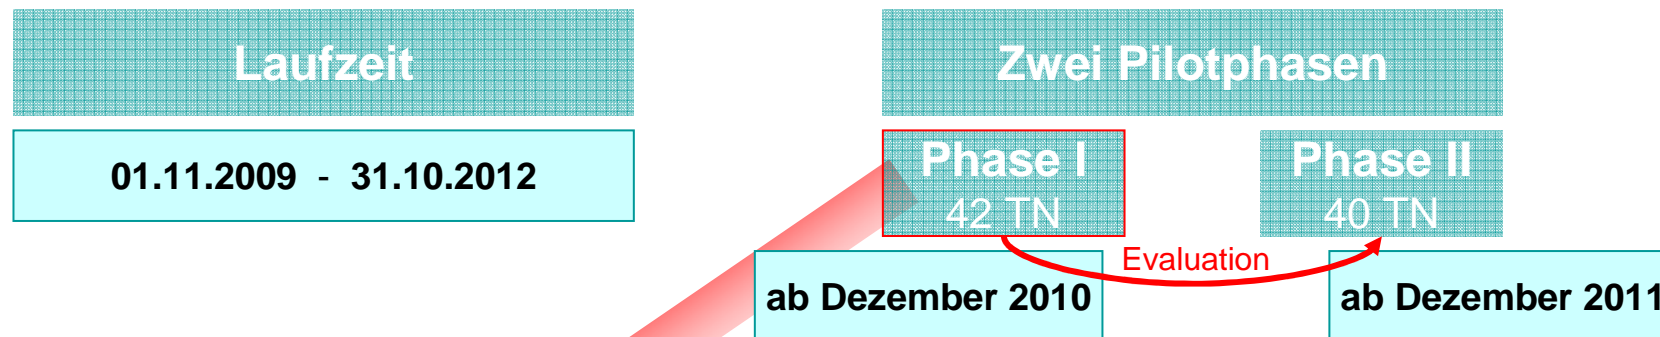 Laufzeit
Zwei Pilotphasen
01.11.2009 - 31.10.2012
Phase I
42 TN
Phase II
40 TN
Evaluation
ab Dezember 2010
ab Dezember 2011